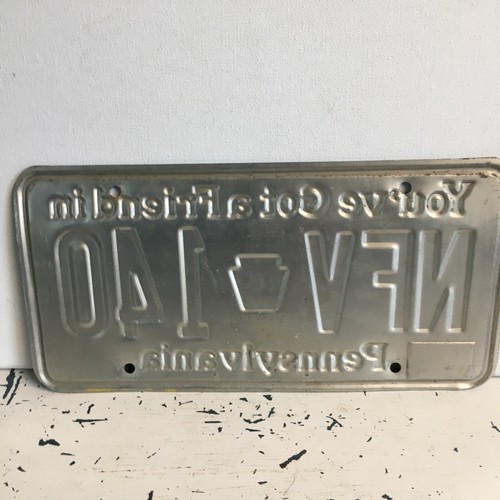 You've Got a Friend in
NFV 140
Pennsylvania